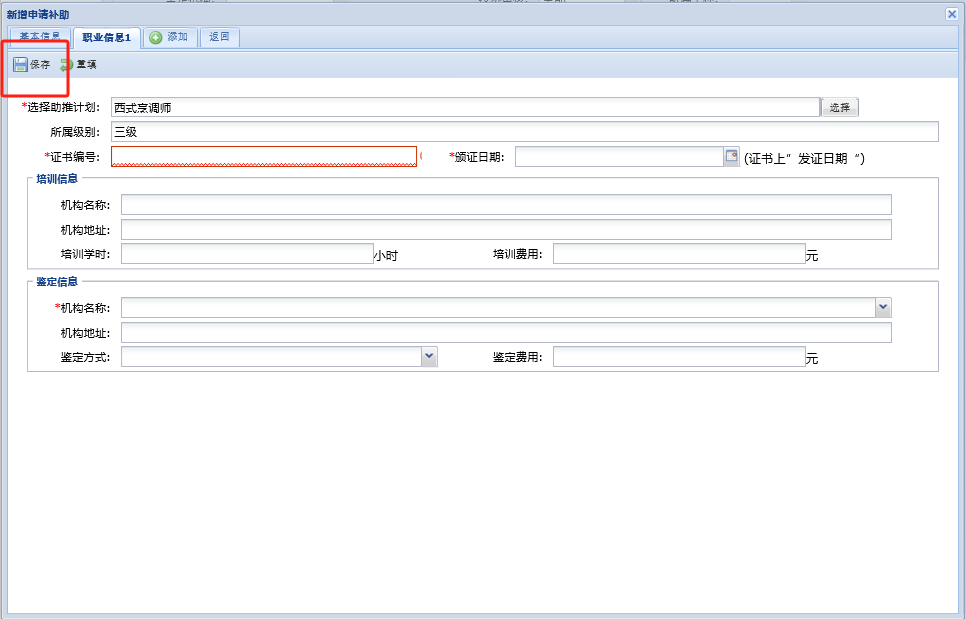 新增申请补助
基本信息 职业信息1 添加 返回
保存 重填
*选择助推计划: 西式烹调师 选择
所属级别: 三级
*证书编号: *颁证日期: (证书上”发证日期“)
培训信息
机构名称:
机构地址:
培训学时: 小时 培训费用: 元
鉴定信息
*机构名称:
机构地址:
鉴定方式: 鉴定费用: 元